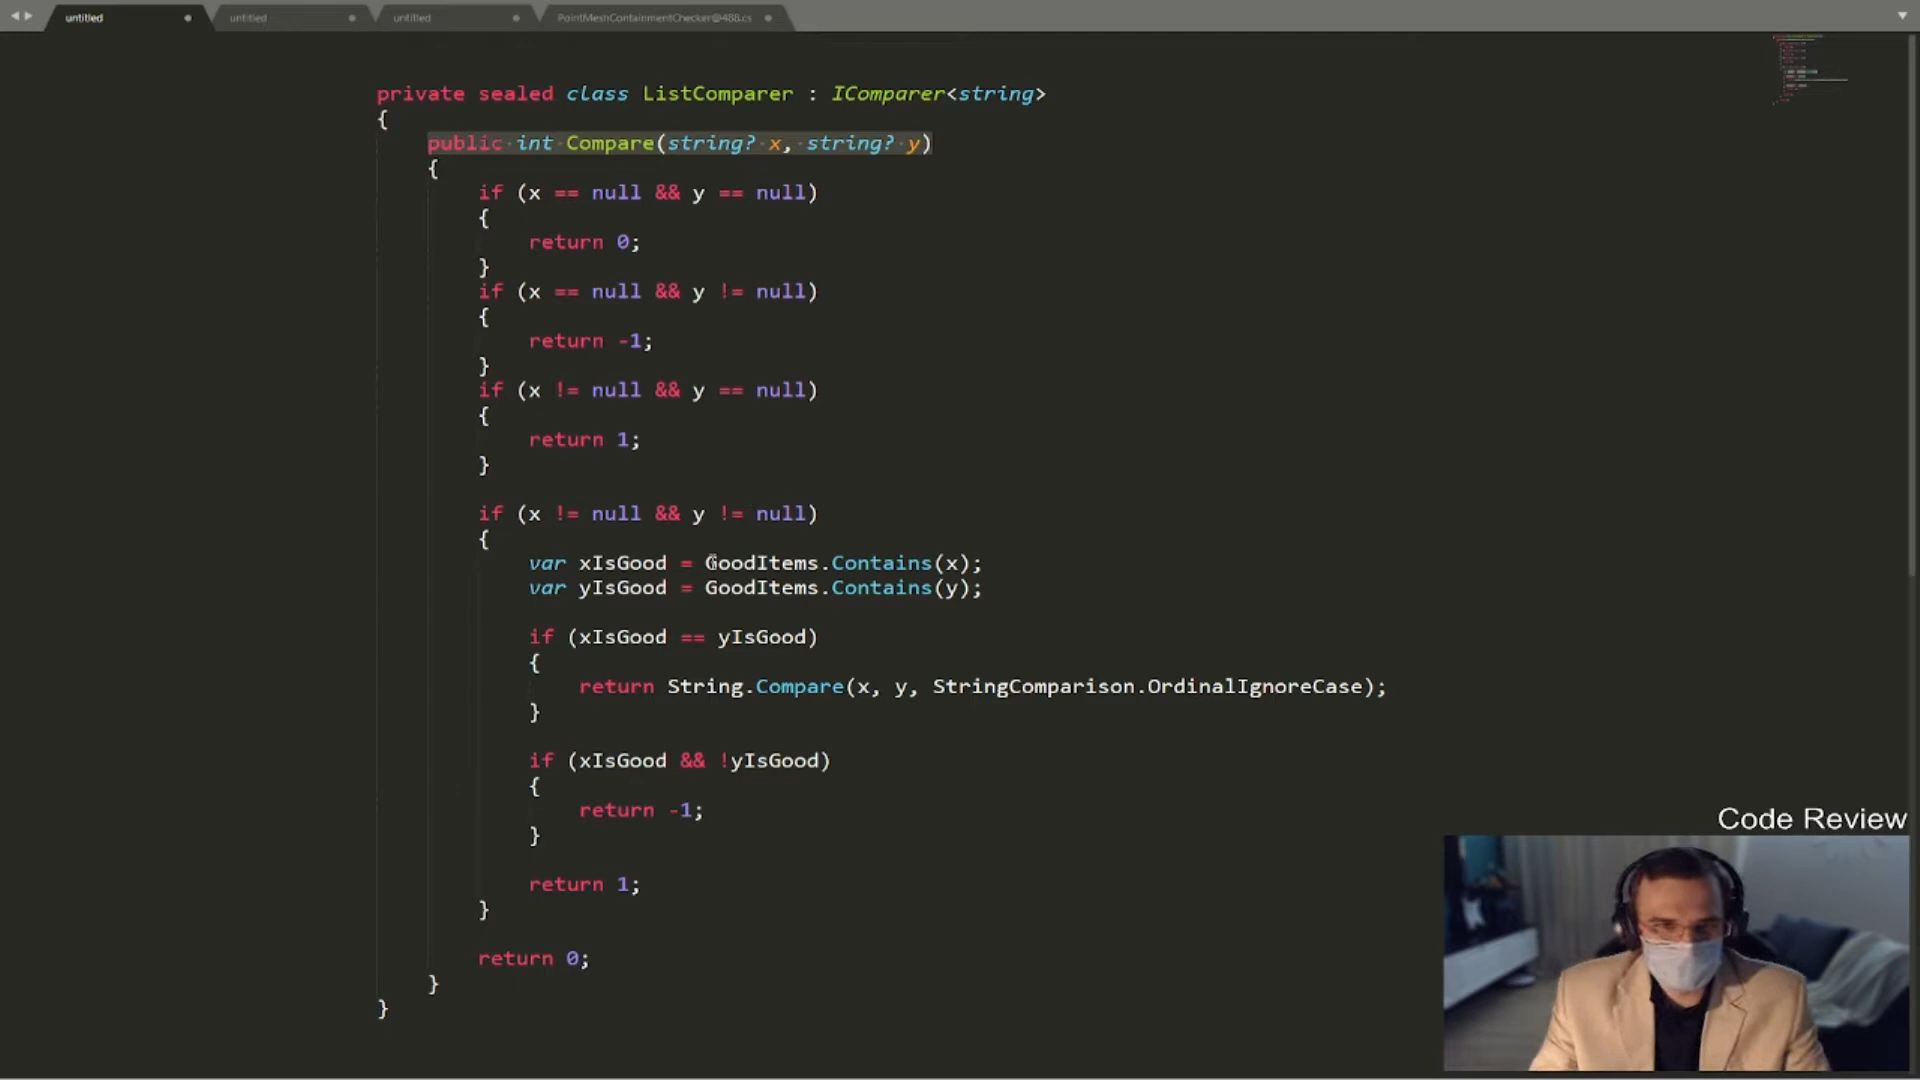 untitled
untitled
untitled
PointMeshContainmentChecker@488.cs
private sealed class ListComparer : IComparer<string>
{
public int Compare(string? x, string? y)
{
if (x == null && y == null)
{
return 0;
}
if (x == null && y != null)
{
return -1;
}
if (x != null && y == null)
{
return 1;
}
if (x != null && y != null)
{
var xIsGood = GoodItems.Contains(x);
var yIsGood = GoodItems.Contains(y);
if (xIsGood == yIsGood)
{
return String.Compare(x, y, StringComparison.OrdinalIgnoreCase);
}
if (xIsGood && !yIsGood)
{
return -1;
}
return 1;
}
return 0;
}
}
Code Review